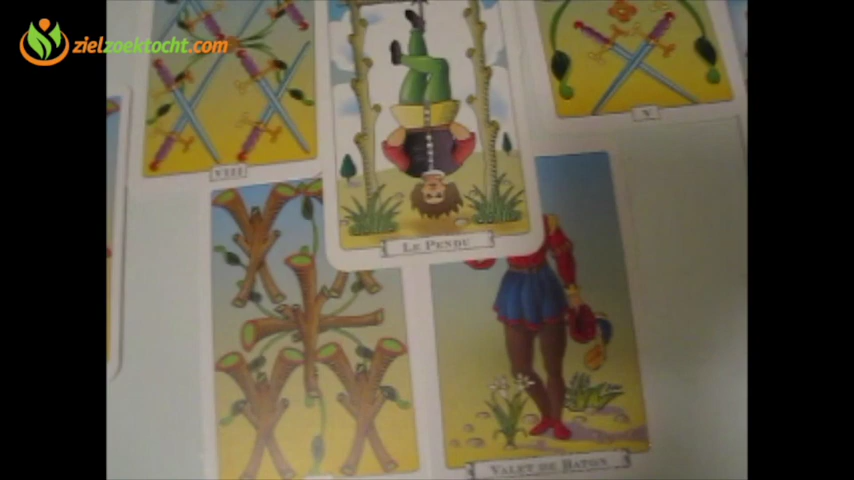 zielzoektocht.com
VIII
LE PENDU
V
VALET DE BATON